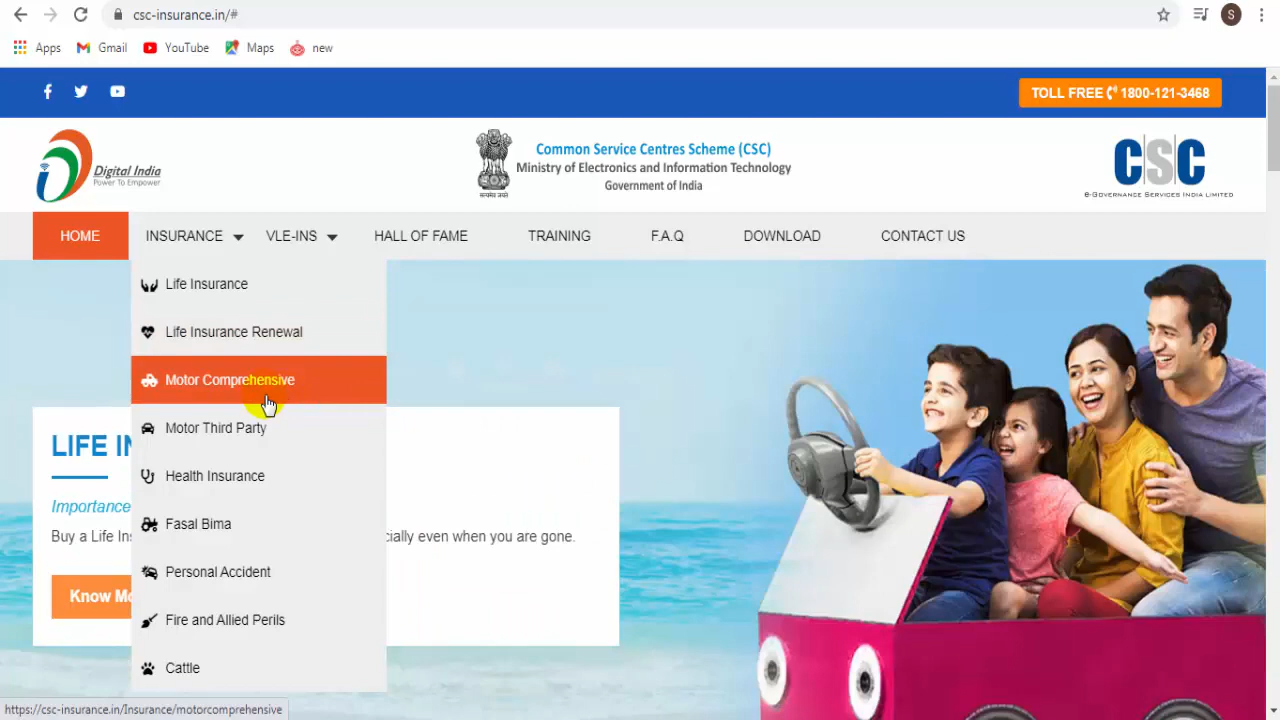 csc-insurance.in/#
S
Apps
Gmail
YouTube
Maps
new
TOLL FREE 1800-121-3468
Digital India
Power To Empower
सत्यमेव जयते
Common Service Centres Scheme (CSC)
Ministry of Electronics and Information Technology
Government of India
CSC
e-Governance Services India Limited
HOME
INSURANCE
VLE-INS
HALL OF FAME
TRAINING
F.A.Q
DOWNLOAD
CONTACT US
Life Insurance
Life Insurance Renewal
Motor Comprehensive
Motor Third Party
Health Insurance
Fasal Bima
Personal Accident
Fire and Allied Perils
Cattle
LIFE
Importance
Buy a Life
even when you are gone.
Know
https://csc-insurance.in/Insurance/motorcomprehensive